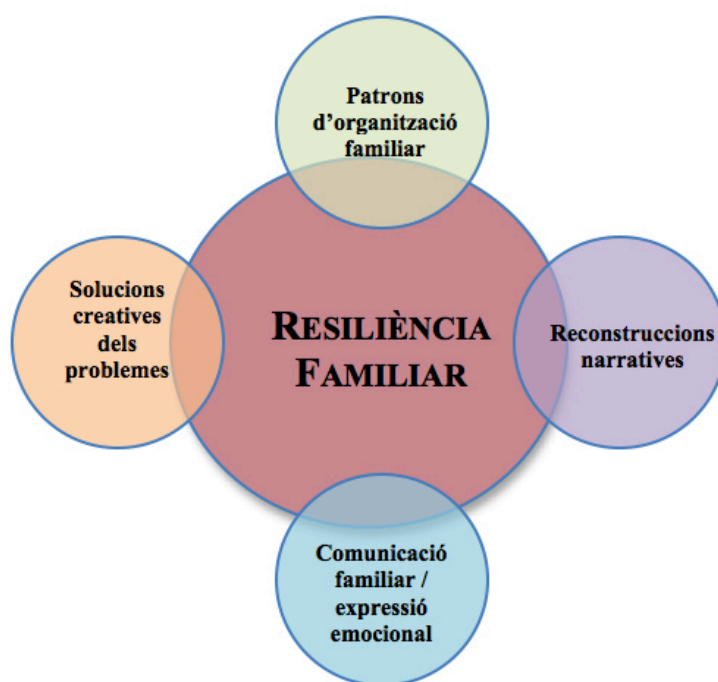 Patrons
d’organització
familiar
Solucions
creatives
dels
problemes
RESILIÈNCIA
FAMILIAR
Reconstruccions
narratives
Comunicació
familiar /
expressió
emocional